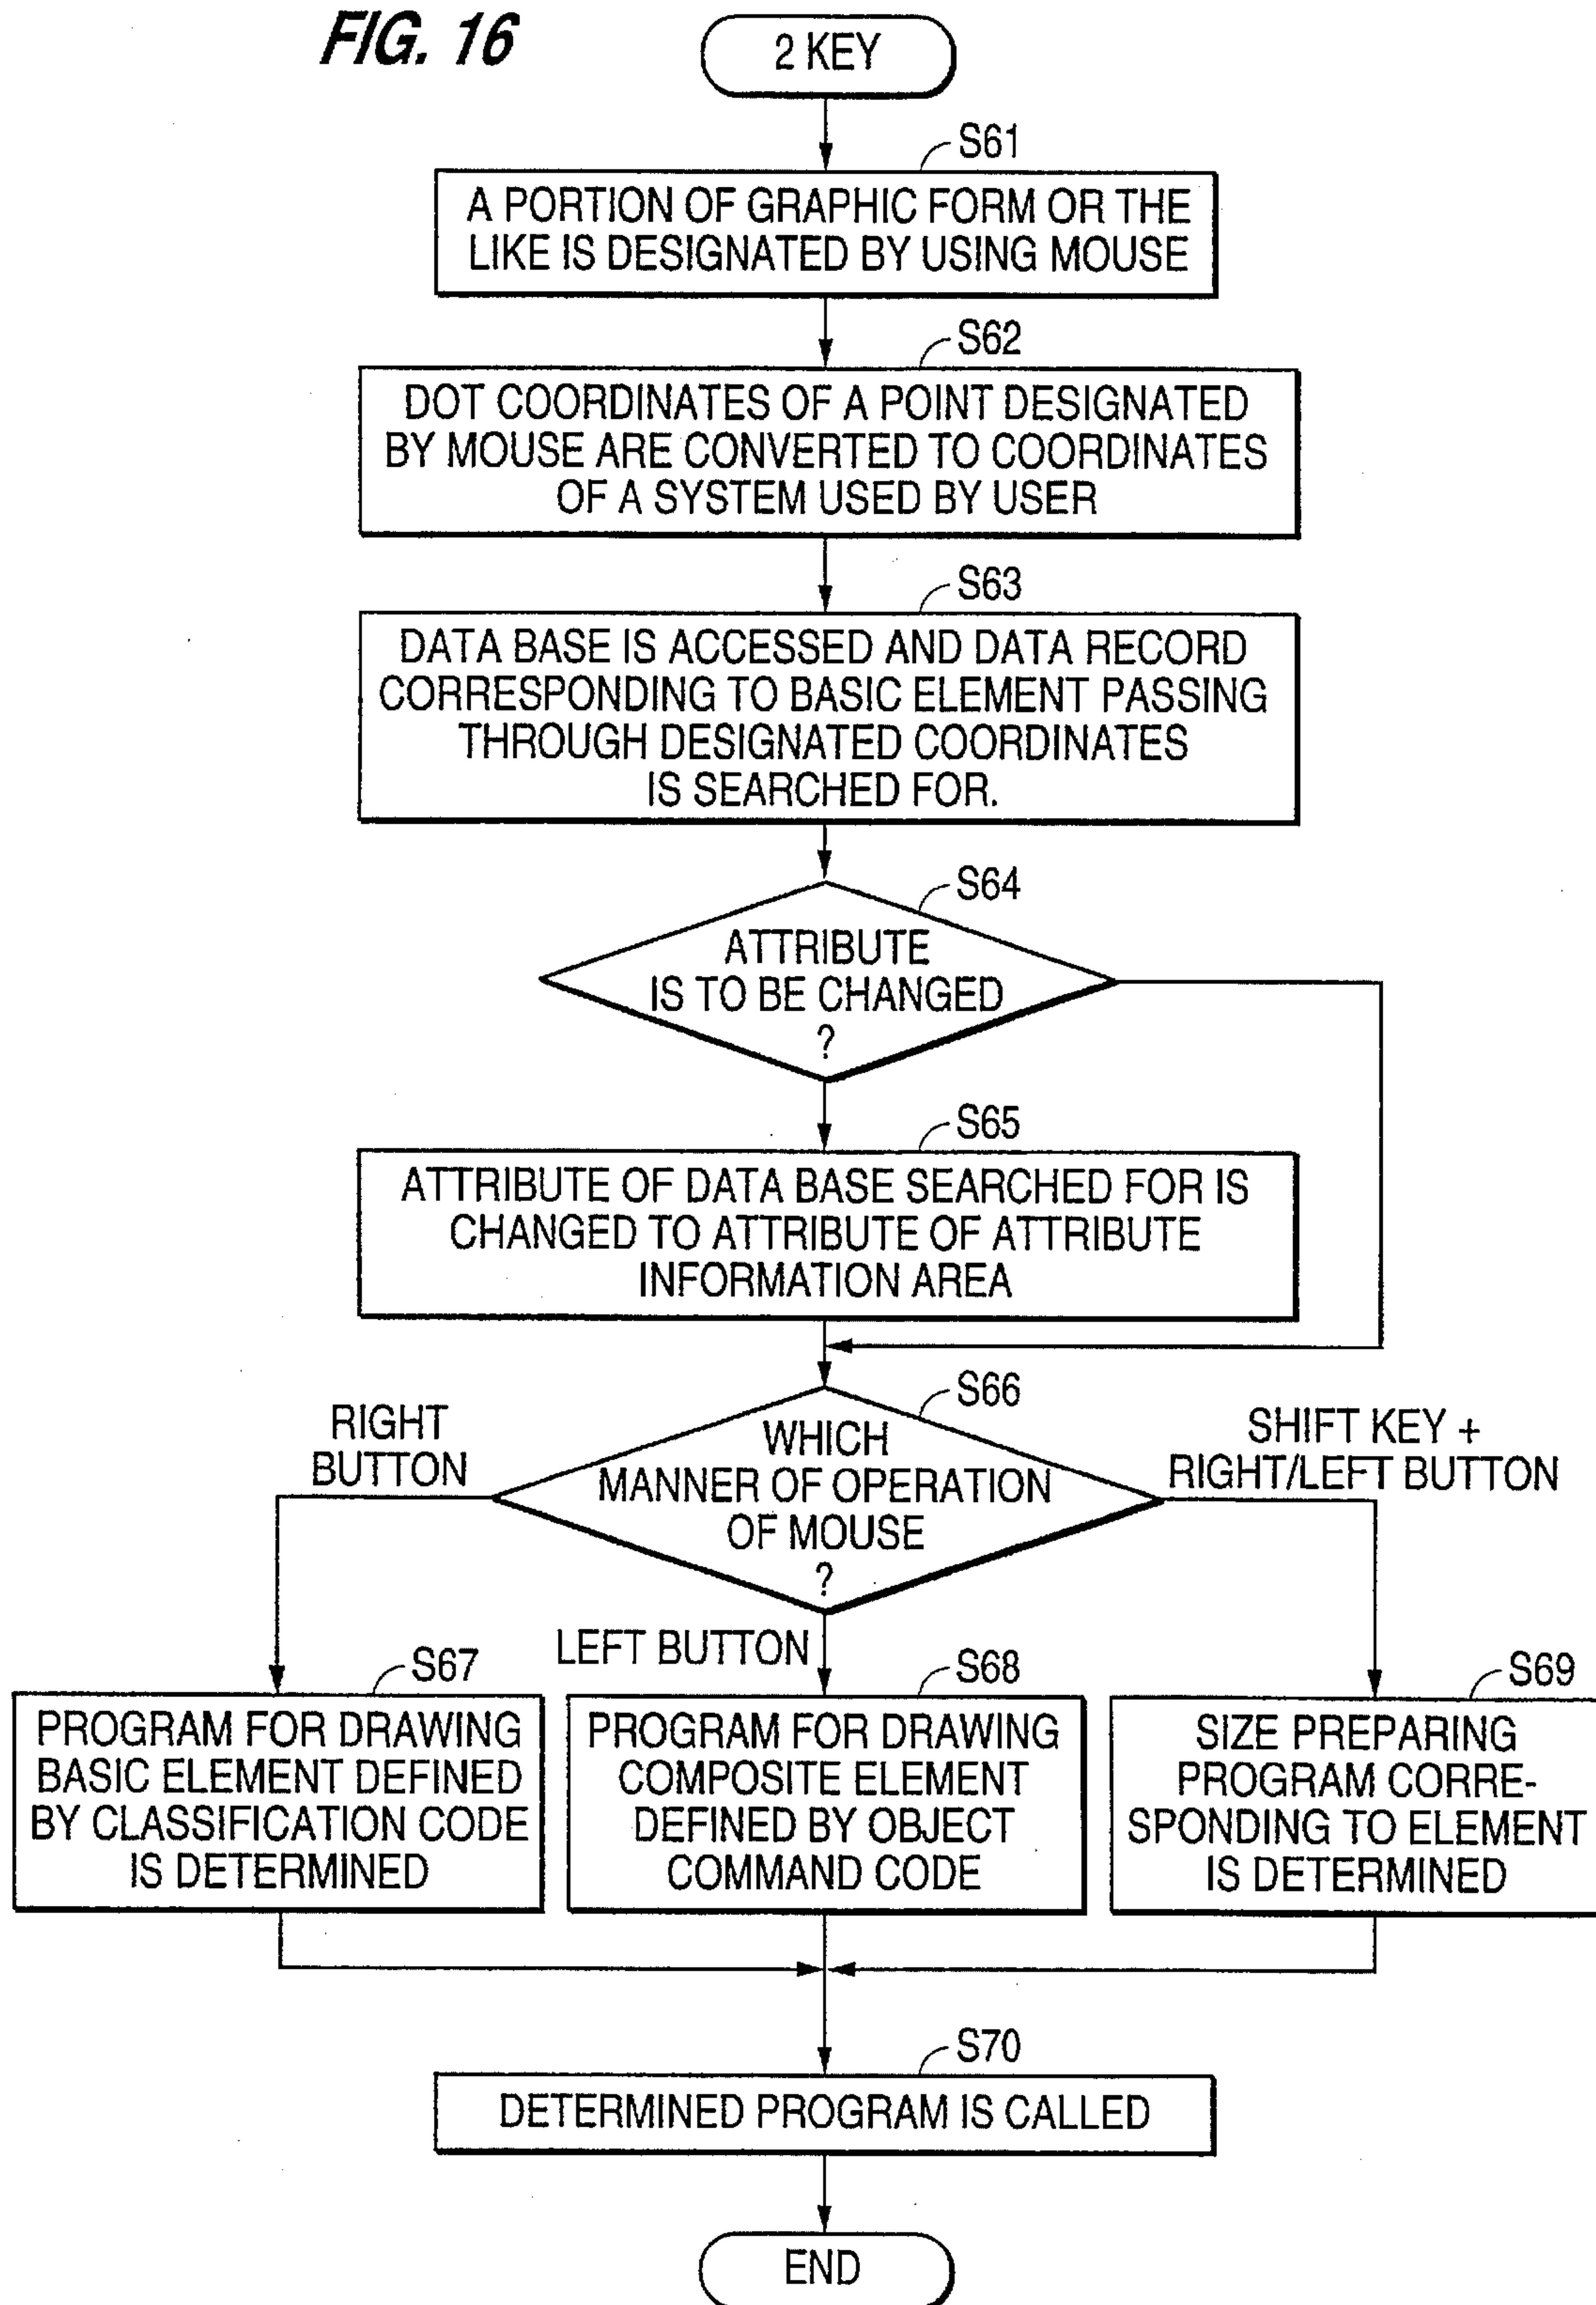 FIG. 16
2 KEY
S61
A PORTION OF GRAPHIC FORM OR THE
LIKE IS DESIGNATED BY USING MOUSE
S62
DOT COORDINATES OF A POINT DESIGNATED
BY MOUSE ARE CONVERTED TO COORDINATES
OF A SYSTEM USED BY USER
S63
DATA BASE IS ACCESSED AND DATA RECORD
CORRESPONDING TO BASIC ELEMENT PASSING
THROUGH DESIGNATED COORDINATES
IS SEARCHED FOR.
S64
ATTRIBUTE
IS TO BE CHANGED
?
S65
ATTRIBUTE OF DATA BASE SEARCHED FOR IS
CHANGED TO ATTRIBUTE OF ATTRIBUTE
INFORMATION AREA
S66
WHICH
MANNER OF OPERATION
OF MOUSE
?
RIGHT
BUTTON
LEFT BUTTON
SHIFT KEY +
RIGHT/LEFT BUTTON
S67
PROGRAM FOR DRAWING
BASIC ELEMENT DEFINED
BY CLASSIFICATION CODE
IS DETERMINED
S68
PROGRAM FOR DRAWING
COMPOSITE ELEMENT
DEFINED BY OBJECT
COMMAND CODE
S69
SIZE PREPARING
PROGRAM CORRE-
SPONDING TO ELEMENT
IS DETERMINED
S70
DETERMINED PROGRAM IS CALLED
END